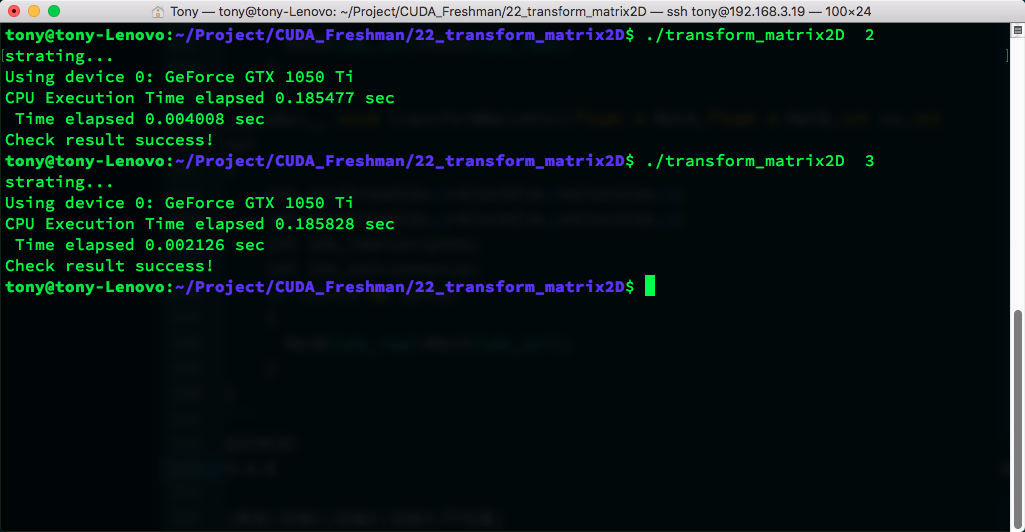 Tony — tony@tony-Lenovo: ~/Project/CUDA_Freshman/22_transform_matrix2D — ssh tony@192.168.3.19 — 100×24
tony@tony-Lenovo:~/Project/CUDA_Freshman/22_transform_matrix2D$ ./transform_matrix2D  2
strating...
Using device 0: GeForce GTX 1050 Ti
CPU Execution Time elapsed 0.185477 sec
 Time elapsed 0.004008 sec
Check result success!
tony@tony-Lenovo:~/Project/CUDA_Freshman/22_transform_matrix2D$ ./transform_matrix2D  3
strating...
Using device 0: GeForce GTX 1050 Ti
CPU Execution Time elapsed 0.185828 sec
 Time elapsed 0.002126 sec
Check result success!
tony@tony-Lenovo:~/Project/CUDA_Freshman/22_transform_matrix2D$